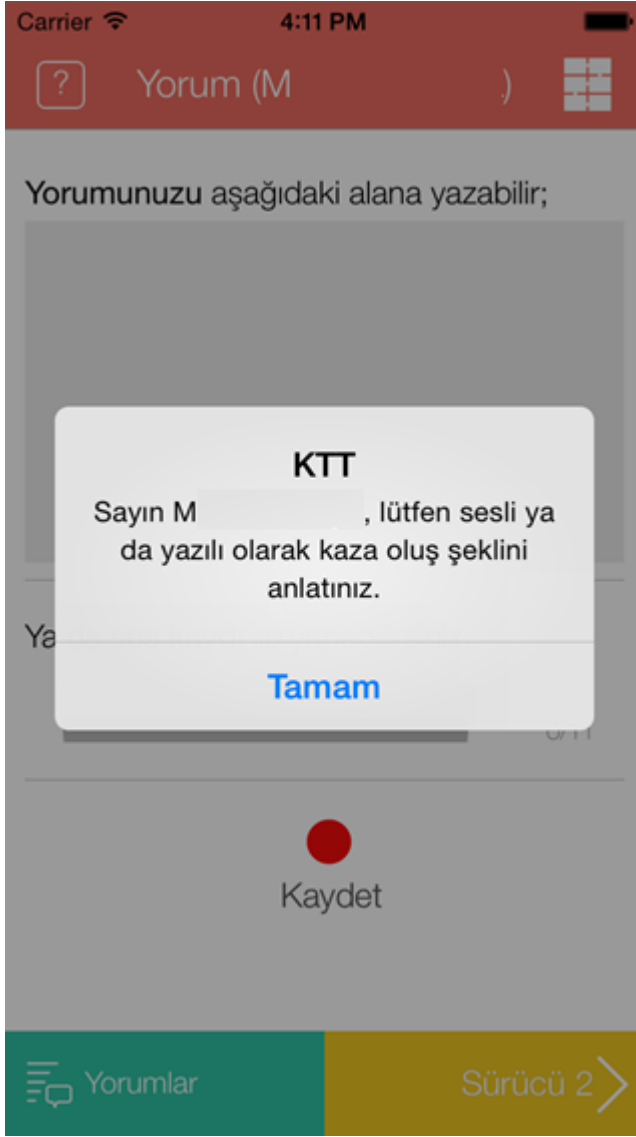 Carrier 4:11 PM
? Yorum (M .)
Yorumunuzu aşağıdaki alana yazabilir;
KTT
Sayın M , lütfen sesli ya
da yazılı olarak kaza oluş şeklini
anlatınız.
Ya
Tamam
Kaydet
Yorumlar Sürücü 2